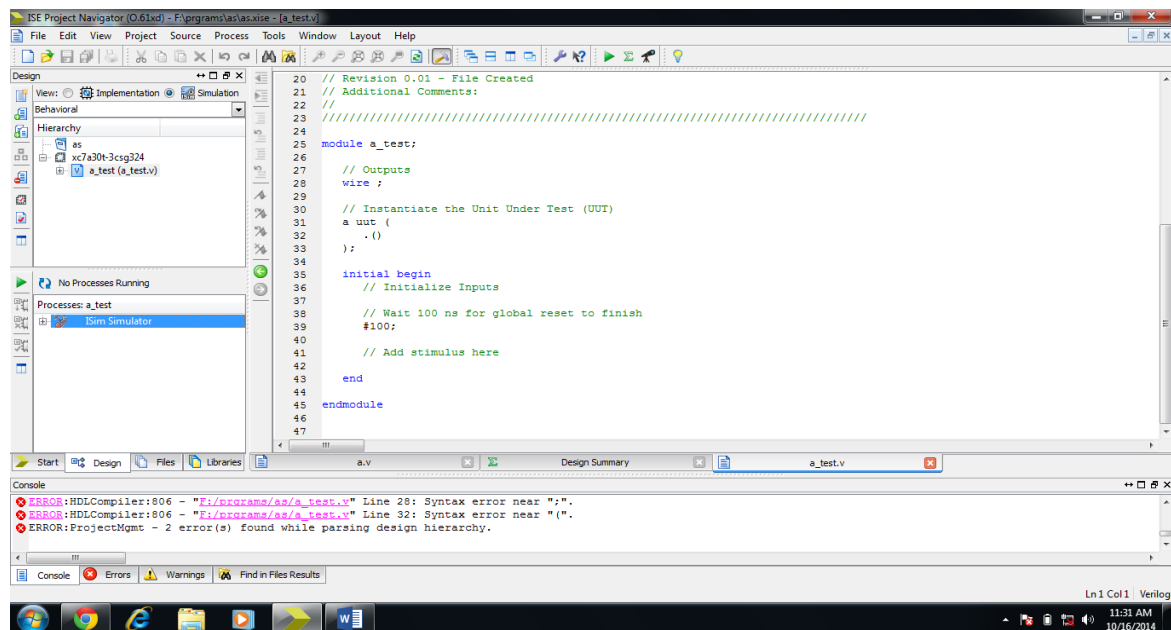 ISE Project Navigator (O.61xd) - F:\prgrams\as\as.xise - [a_test.v]
File Edit View Project Source Process Tools Window Layout Help
Design
View: Implementation Simulation
Behavioral
Hierarchy
as
xc7a30t-3csg324
a_test (a_test.v)
No Processes Running
Processes: a_test
ISim Simulator
Start Design Files Libraries
20 // Revision 0.01 - File Created
21 // Additional Comments:
22 //
23 ////////////////////////////////////////////////////////////////////////////////
24
25 module a_test;
26
27 // Outputs
28 wire ;
29
30 // Instantiate the Unit Under Test (UUT)
31 a uut (
32 .()
33 );
34
35 initial begin
36 // Initialize Inputs
37
38 // Wait 100 ns for global reset to finish
39 #100;
40
41 // Add stimulus here
42
43 end
44
45 endmodule
46
47
a.v Design Summary a_test.v
Console
ERROR:HDLCompiler:806 - "F:/prgrams/as/a_test.v" Line 28: Syntax error near ";".
ERROR:HDLCompiler:806 - "F:/prgrams/as/a_test.v" Line 32: Syntax error near "(".
ERROR:ProjectMgmt - 2 error(s) found while parsing design hierarchy.
Console Errors Warnings Find in Files Results
Ln 1 Col 1 Verilog
11:31 AM
10/16/2014